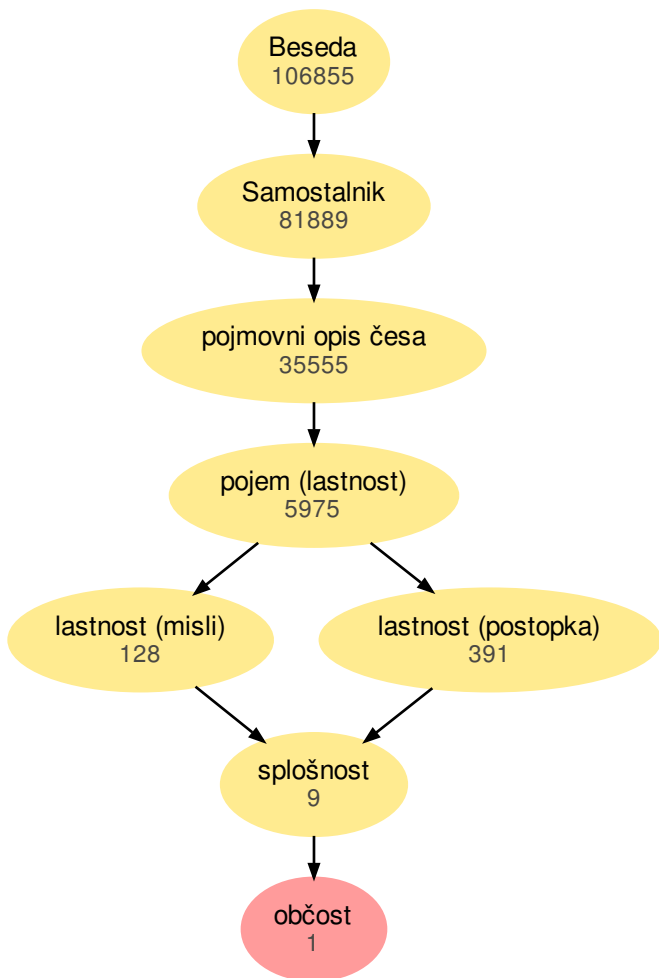 Beseda
106855
Samostalnik
81889
pojmovni opis česa
35555
pojem (lastnost)
5975
lastnost (misli)
128
lastnost (postopka)
391
splošnost
9
občost
1